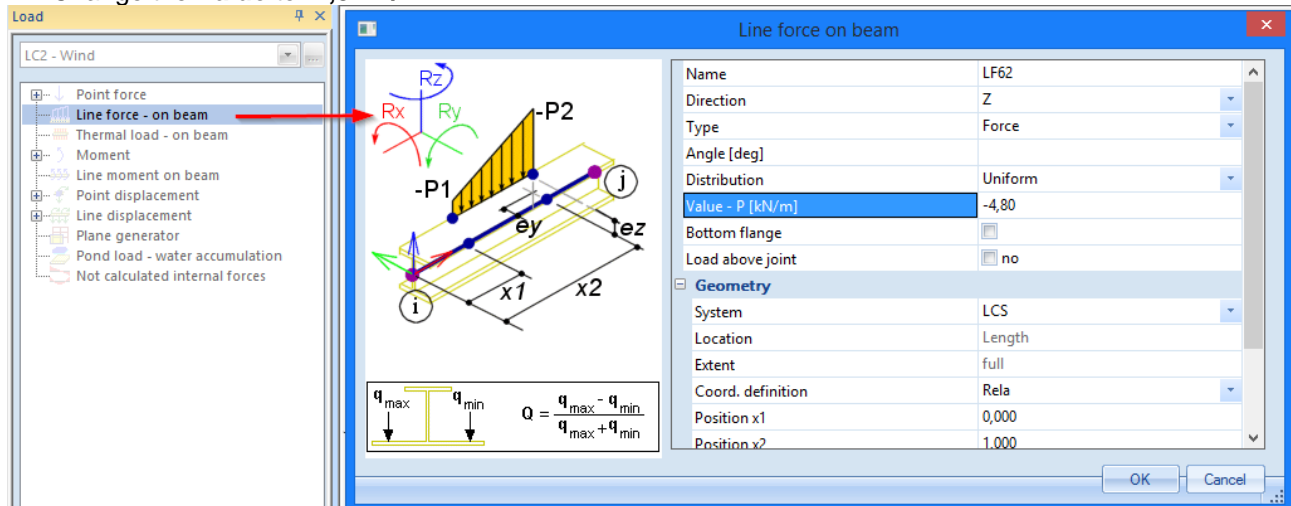 Load
LC2 - Wind
...
Point force
Line force - on beam
Thermal load - on beam
Moment
Line moment on beam
Point displacement
Line displacement
Plane generator
Pond load - water accumulation
Not calculated internal forces
Line force on beam
Rz
Rx
Ry
-P2
-P1
j
ey
ez
x1
x2
i
q max
q min
Q = q max - q min / q max + q min
Name LF62
Direction Z
Type Force
Angle [deg]
Distribution Uniform
Value - P [kN/m] -4,80
Bottom flange
Load above joint no
Geometry
System LCS
Location Length
Extent full
Coord. definition Rela
Position x1 0,000
Position x2 1.000
OK Cancel